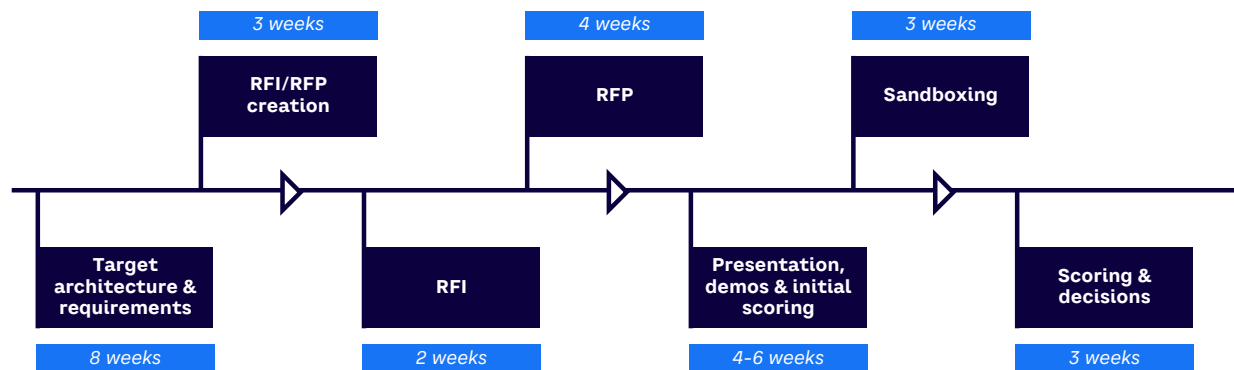 3 weeks
4 weeks
3 weeks
RFI/RFP
creation
RFP
Sandboxing
Target
architecture &
requirements
RFI
Presentation,
demos & initial
scoring
Scoring &
decisions
8 weeks
2 weeks
4-6 weeks
3 weeks